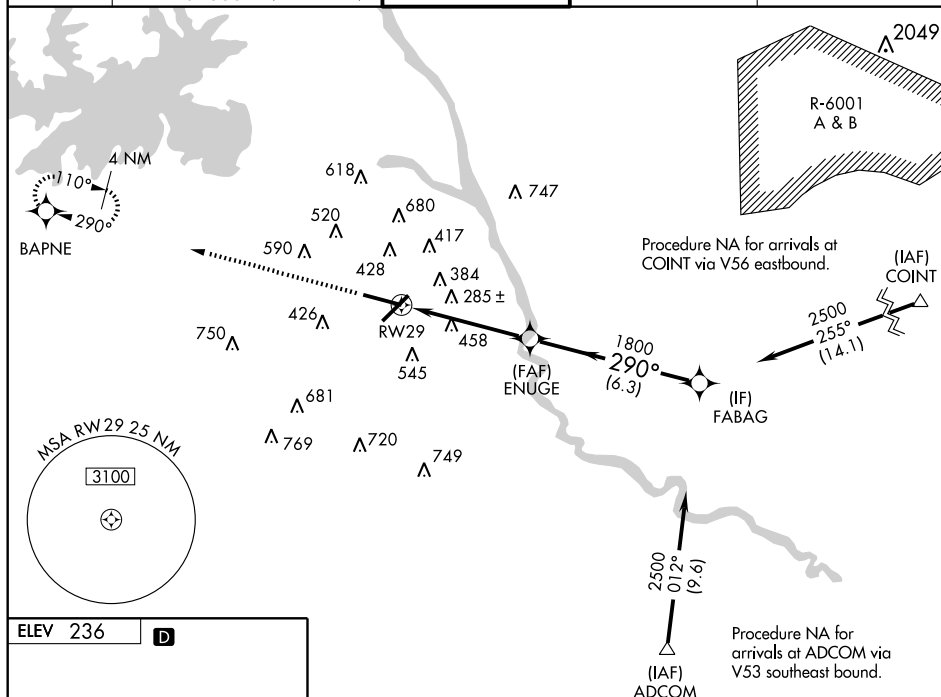 2049
R-6001
A & B
4 NM
110°
290°
BAPNE
618
680
747
520
590
417
428
384
285 ±
426
RW29
458
750
545
Procedure NA for arrivals at
COINT via V56 eastbound.
(IAF)
COINT
2500
255°
(14.1)
(FAF)
ENUGE
1800
290°
(6.3)
(IF)
FABAG
681
769
720
749
MSA RW 29 25 NM
3100
2500
012°
(9.6)
(IAF)
ADCOM
Procedure NA for
arrivals at ADCOM via
V53 southeast bound.
ELEV 236
D